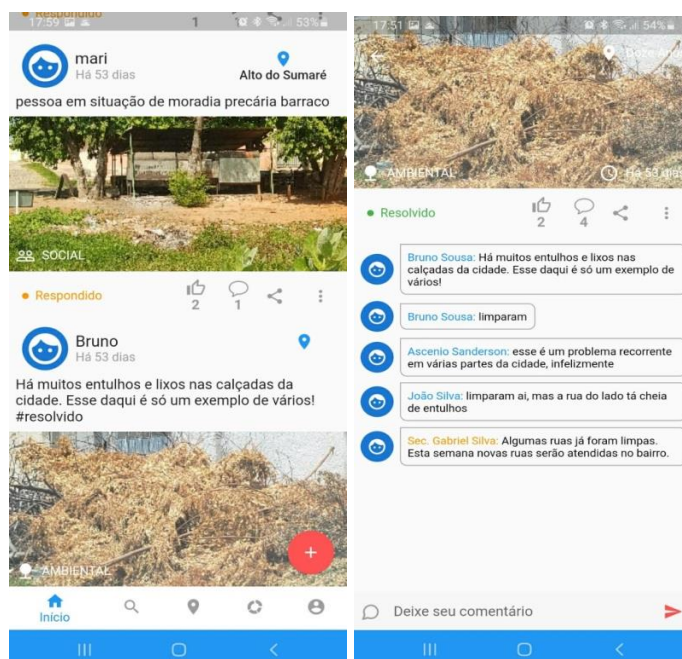 Respondido
17:59
1
53%
mari
Há 53 dias
Alto do Sumaré
pessoa em situação de moradia precária barraco
SOCIAL
Respondido
2
1
Bruno
Há 53 dias
Há muitos entulhos e lixos nas calçadas da
cidade. Esse daqui é só um exemplo de vários!
#resolvido
AMBIENTAL
+
Início
17:51
54%
AMBIENTAL
Há 53 dias
Resolvido
2
4
Bruno Sousa: Há muitos entulhos e lixos nas
calçadas da cidade. Esse daqui é só um exemplo de
vários!
Bruno Sousa: limparam
Ascenio Sanderson: esse é um problema recorrente
em várias partes da cidade, infelizmente
João Silva: limparam ai, mas a rua do lado tá cheia
de entulhos
Sec. Gabriel Silva: Algumas ruas já foram limpas.
Esta semana novas ruas serão atendidas no bairro.
Deixe seu comentário